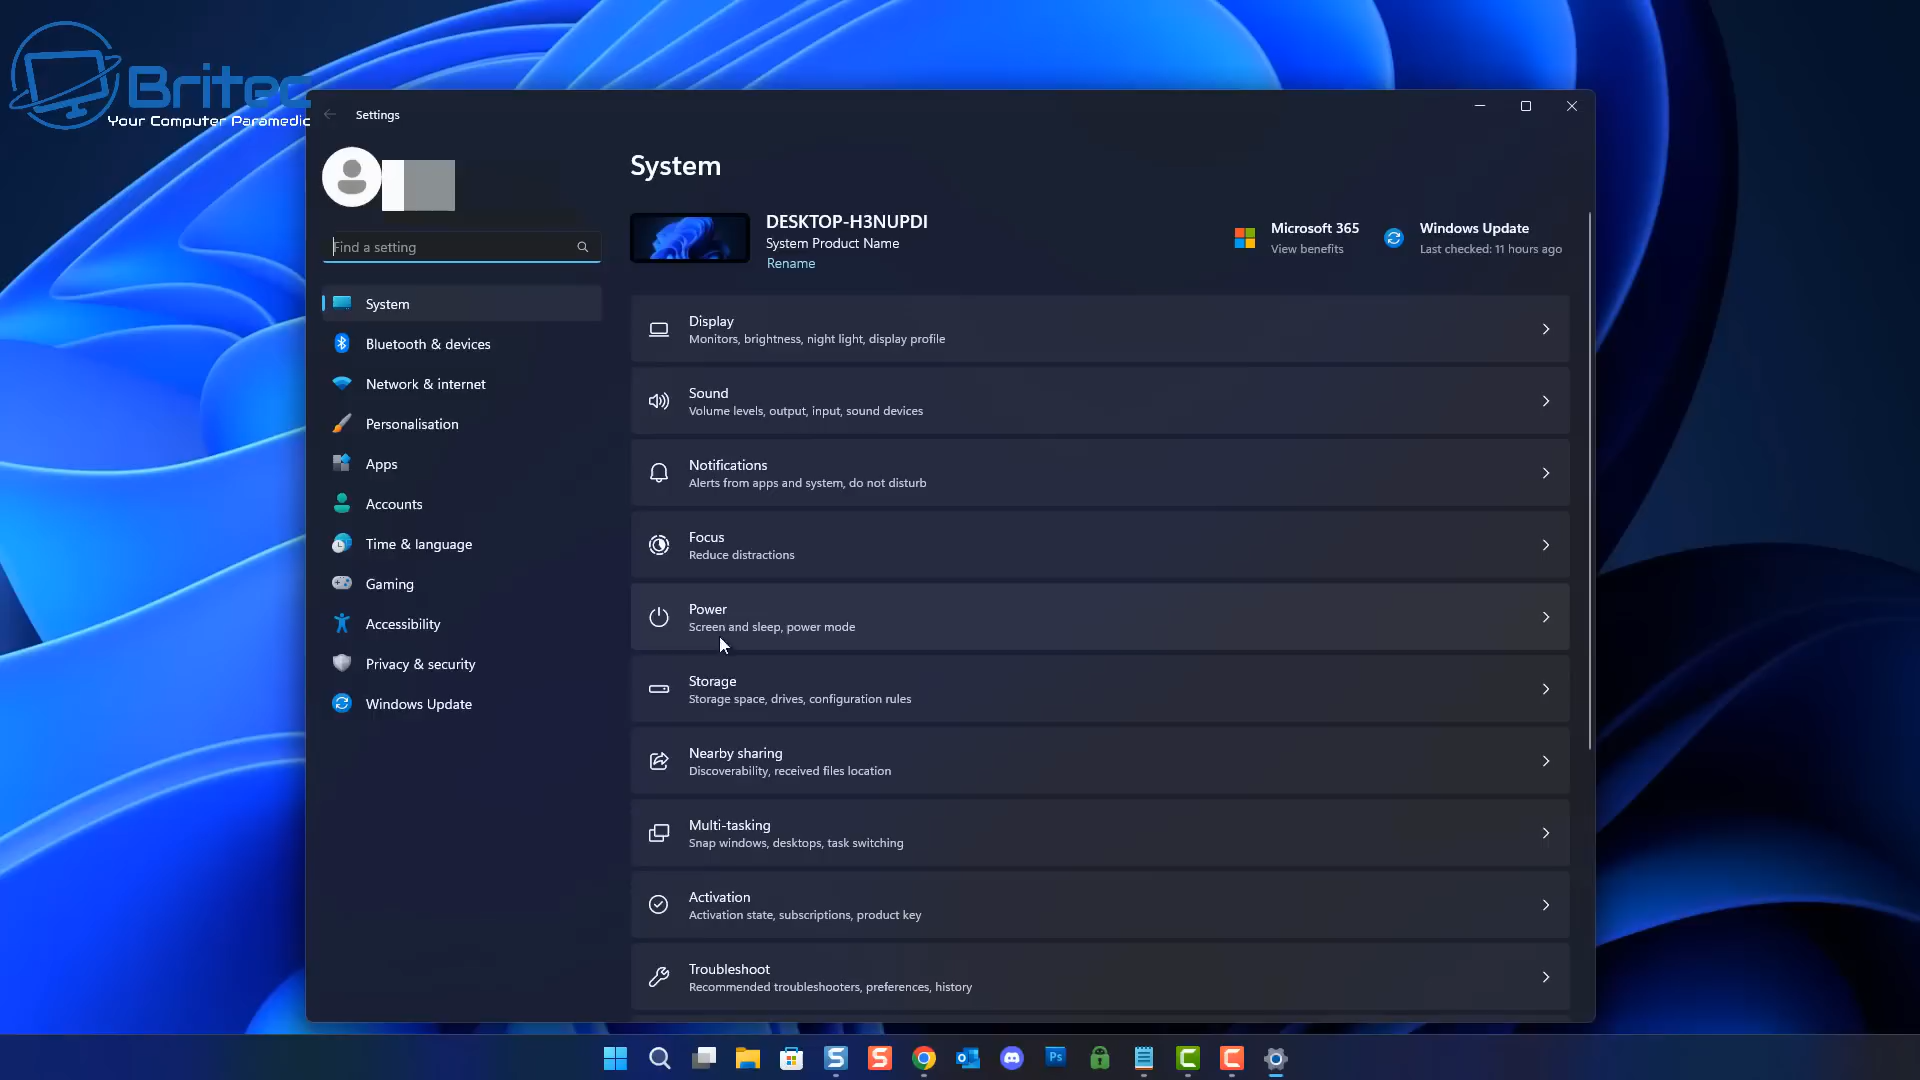 Britec
Your Computer Paramedic
Settings
System
DESKTOP-H3NUPDI
System Product Name
Rename
Microsoft 365
View benefits
Windows Update
Last checked: 11 hours ago
Find a setting
System
Bluetooth & devices
Network & internet
Personalisation
Apps
Accounts
Time & language
Gaming
Accessibility
Privacy & security
Windows Update
Display
Monitors, brightness, night light, display profile
Sound
Volume levels, output, input, sound devices
Notifications
Alerts from apps and system, do not disturb
Focus
Reduce distractions
Power
Screen and sleep, power mode
Storage
Storage space, drives, configuration rules
Nearby sharing
Discoverability, received files location
Multi-tasking
Snap windows, desktops, task switching
Activation
Activation state, subscriptions, product key
Troubleshoot
Recommended troubleshooters, preferences, history
S
S
o
Ps
C
C